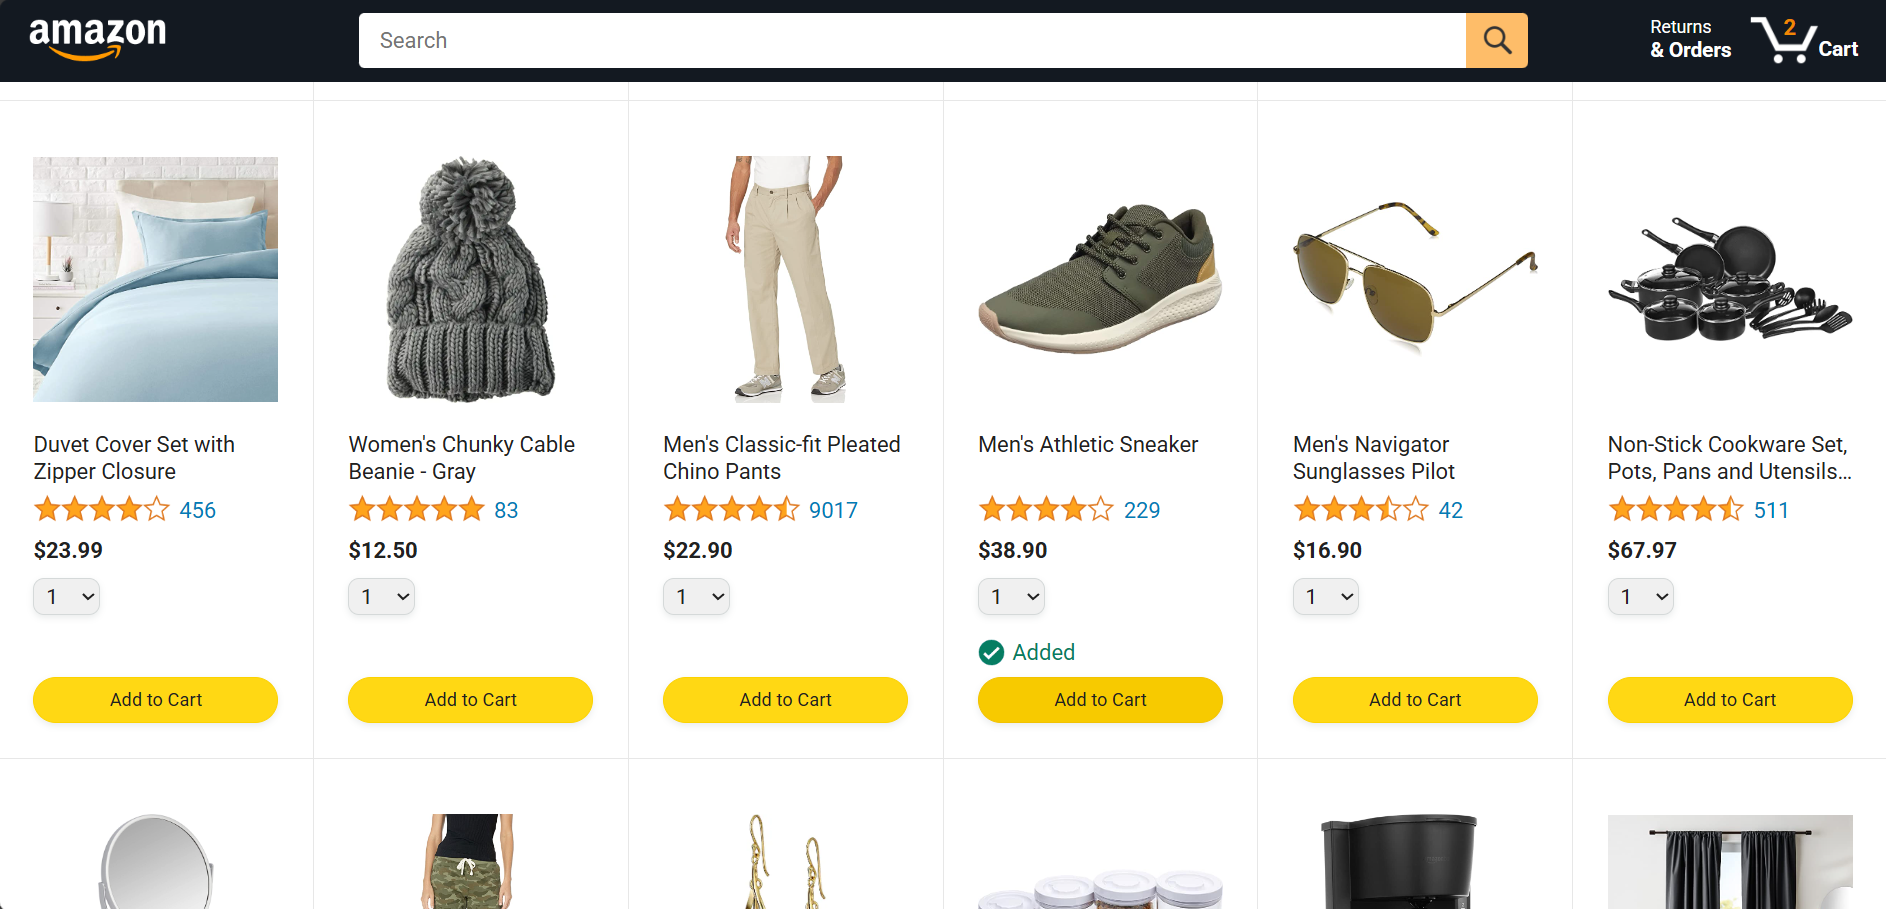 amazon
Search
Returns
& Orders
2
Cart
Duvet Cover Set with
Zipper Closure
456
$23.99
1
Add to Cart
Women's Chunky Cable
Beanie - Gray
83
$12.50
1
Add to Cart
Men's Classic-fit Pleated
Chino Pants
9017
$22.90
1
Add to Cart
Men's Athletic Sneaker
229
$38.90
1
Added
Add to Cart
Men's Navigator
Sunglasses Pilot
42
$16.90
1
Add to Cart
Non-Stick Cookware Set,
Pots, Pans and Utensils...
511
$67.97
1
Add to Cart